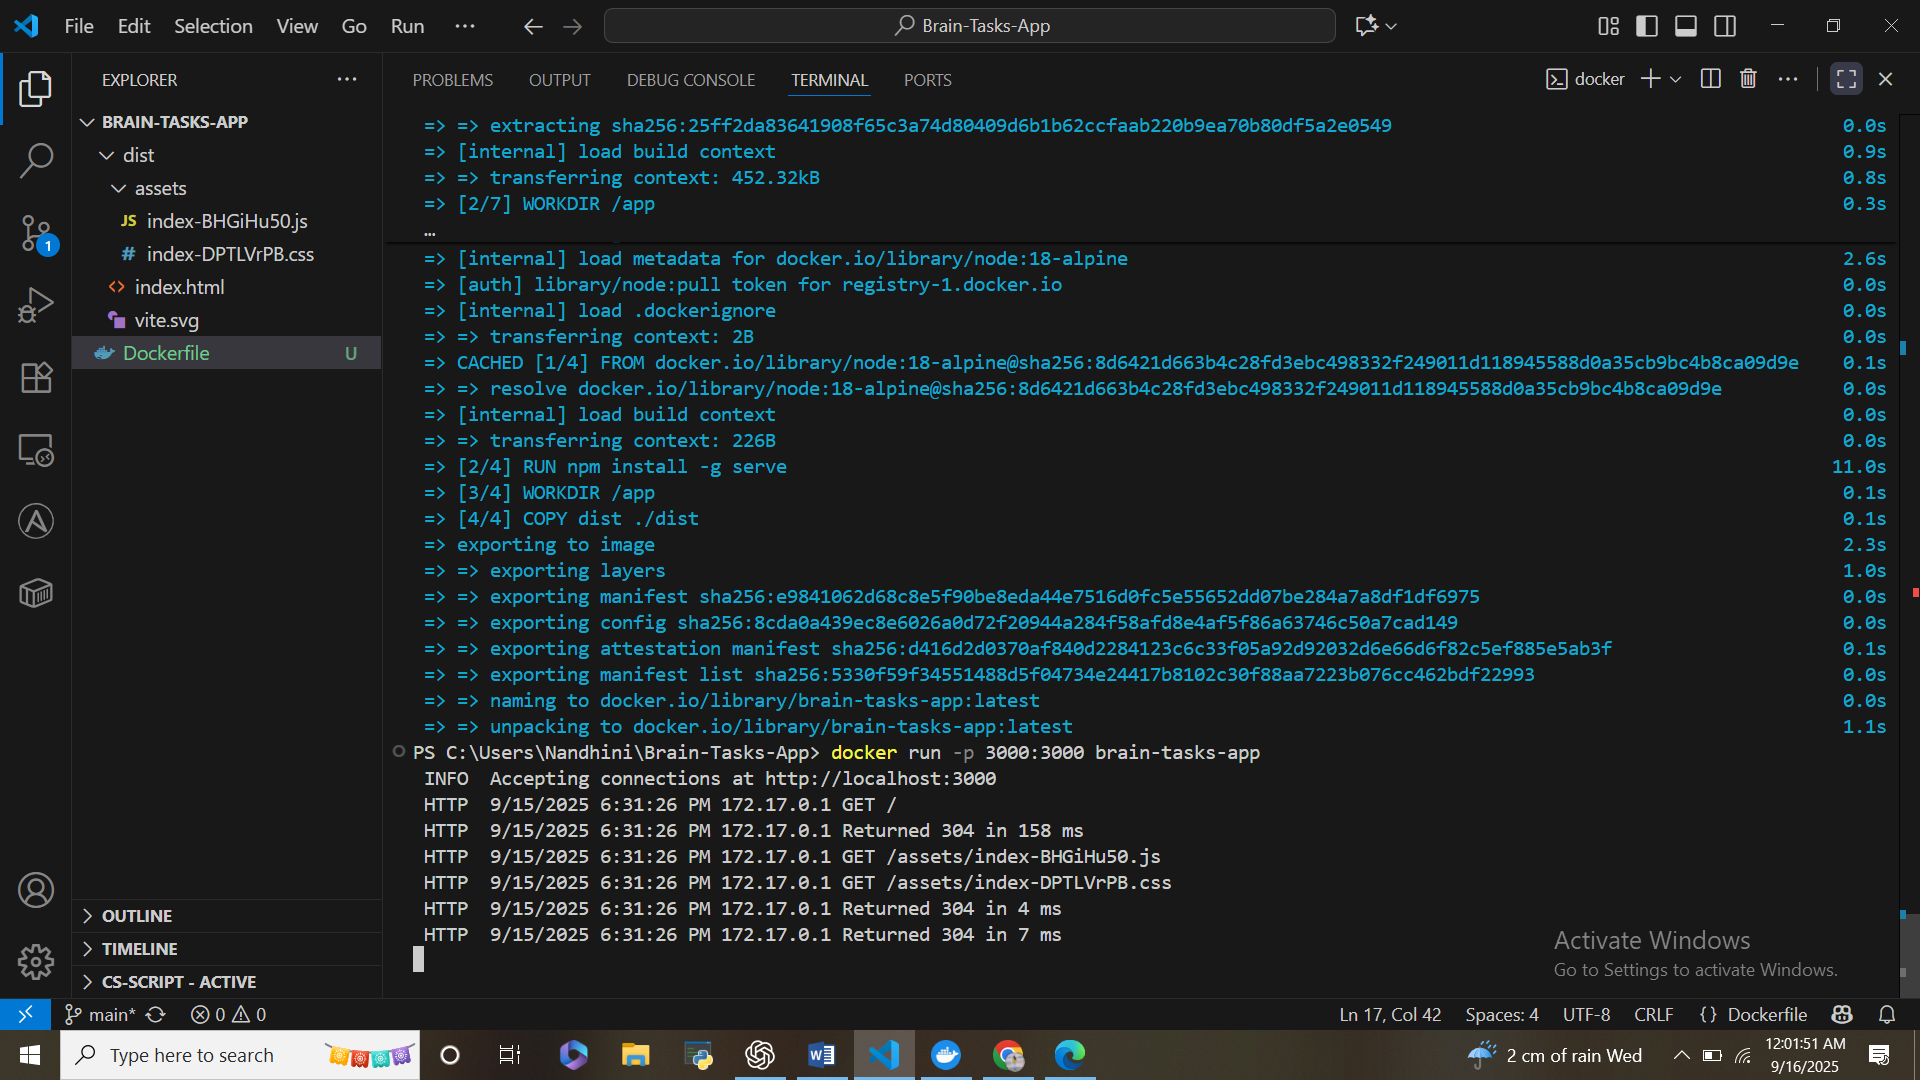 File Edit Selection View Go Run ···
Brain-Tasks-App
EXPLORER ···
BRAIN-TASKS-APP
dist
assets
JS index-BHGiHu50.js
# index-DPTLVrPB.css
<> index.html
vite.svg
Dockerfile U
1
OUTLINE
TIMELINE
CS-SCRIPT - ACTIVE
PROBLEMS OUTPUT DEBUG CONSOLE TERMINAL PORTS
docker
=> => extracting sha256:25ff2da83641908f65c3a74d80409d6b1b62ccfaab220b9ea70b80df5a2e0549 0.0s
=> [internal] load build context 0.9s
=> => transferring context: 452.32kB 0.8s
=> [2/7] WORKDIR /app 0.3s
…
=> [internal] load metadata for docker.io/library/node:18-alpine 2.6s
=> [auth] library/node:pull token for registry-1.docker.io 0.0s
=> [internal] load .dockerignore 0.0s
=> => transferring context: 2B 0.0s
=> CACHED [1/4] FROM docker.io/library/node:18-alpine@sha256:8d6421d663b4c28fd3ebc498332f249011d118945588d0a35cb9bc4b8ca09d9e 0.1s
=> => resolve docker.io/library/node:18-alpine@sha256:8d6421d663b4c28fd3ebc498332f249011d118945588d0a35cb9bc4b8ca09d9e 0.0s
=> [internal] load build context 0.0s
=> => transferring context: 226B 0.0s
=> [2/4] RUN npm install -g serve 11.0s
=> [3/4] WORKDIR /app 0.1s
=> [4/4] COPY dist ./dist 0.1s
=> exporting to image 2.3s
=> => exporting layers 1.0s
=> => exporting manifest sha256:e9841062d68c8e5f90be8eda44e7516d0fc5e55652dd07be284a7a8df1df6975 0.0s
=> => exporting config sha256:8cda0a439ec8e6026a0d72f20944a284f58afd8e4af5f86a63746c50a7cad149 0.0s
=> => exporting attestation manifest sha256:d416d2d0370af840d2284123c6c33f05a92d92032d6e66d6f82c5ef885e5ab3f 0.1s
=> => exporting manifest list sha256:5330f59f34551488d5f04734e24417b8102c30f88aa7223b076cc462bdf22993 0.0s
=> => naming to docker.io/library/brain-tasks-app:latest 0.0s
=> => unpacking to docker.io/library/brain-tasks-app:latest 1.1s
PS C:\Users\Nandhini\Brain-Tasks-App> docker run -p 3000:3000 brain-tasks-app
INFO Accepting connections at http://localhost:3000
HTTP 9/15/2025 6:31:26 PM 172.17.0.1 GET /
HTTP 9/15/2025 6:31:26 PM 172.17.0.1 Returned 304 in 158 ms
HTTP 9/15/2025 6:31:26 PM 172.17.0.1 GET /assets/index-BHGiHu50.js
HTTP 9/15/2025 6:31:26 PM 172.17.0.1 GET /assets/index-DPTLVrPB.css
HTTP 9/15/2025 6:31:26 PM 172.17.0.1 Returned 304 in 4 ms
HTTP 9/15/2025 6:31:26 PM 172.17.0.1 Returned 304 in 7 ms
Activate Windows
Go to Settings to activate Windows.
main* 0 0 Ln 17, Col 42 Spaces: 4 UTF-8 CRLF {} Dockerfile
Type here to search
2 cm of rain Wed
12:01:51 AM
9/16/2025